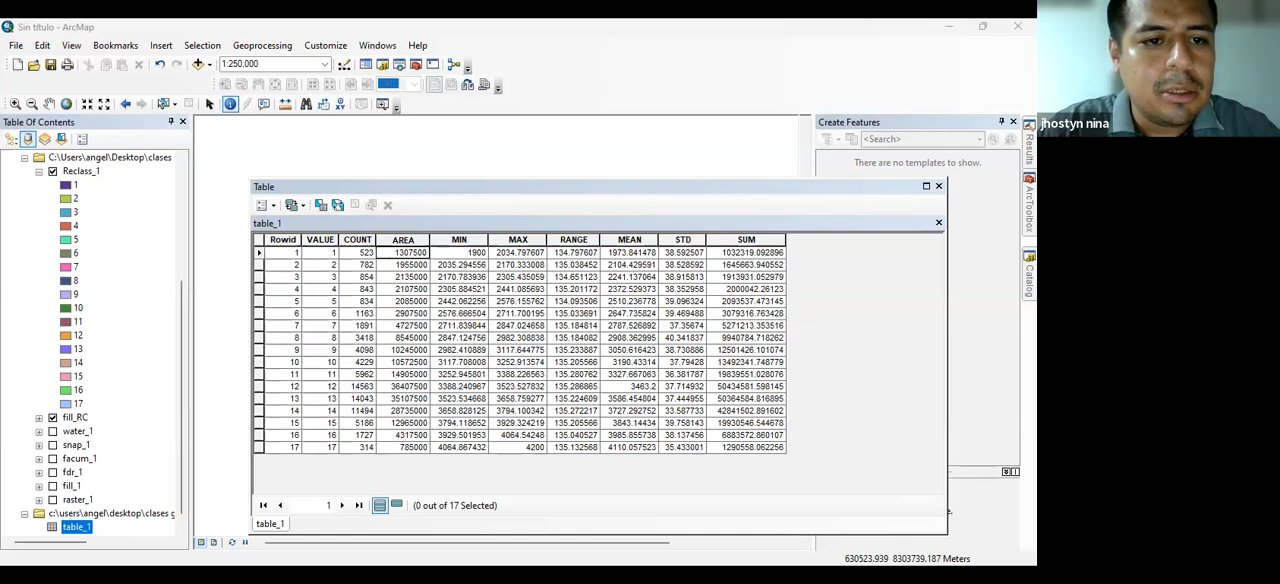 Sin título - ArcMap
File Edit View Bookmarks Insert Selection Geoprocessing Customize Windows Help
1:250,000
Table Of Contents
C:\Users\angel\Desktop\clases
Reclass_1
1
2
3
4
5
6
7
8
9
10
11
12
13
14
15
16
17
fill_RC
water_1
snap_1
facum_1
fdr_1
fill_1
raster_1
c:\users\angel\desktop\clases g
table_1
Table
table_1
Rowid VALUE COUNT AREA MIN MAX RANGE MEAN STD SUM
1 1 523 1307500 1900 2034.797607 134.797607 1973.841478 38.592507 1032319.092896
2 2 782 1955000 2035.294556 2170.333008 135.038452 2104.429591 38.528592 1645663.940552
3 3 854 2135000 2170.783936 2305.435059 134.651123 2241.137064 38.915813 1913931.052979
4 4 843 2107500 2305.884521 2441.085693 135.201172 2372.529359 38.352958 2000042.26123
5 5 834 2085000 2442.062256 2576.155762 134.093506 2510.236778 39.096324 2093537.473145
6 6 1163 2907500 2576.666504 2711.700195 135.033691 2647.735824 39.469488 3079316.763428
7 7 1891 4727500 2711.839844 2847.024658 135.184814 2787.526892 37.35674 5271213.353516
8 8 3418 8545000 2847.124756 2982.308838 135.184082 2908.362995 40.341837 9940784.718262
9 9 4098 10245000 2982.410889 3117.644775 135.233887 3050.616423 38.730886 12501426.101074
10 10 4229 10572500 3117.708008 3252.913574 135.205566 3190.43314 37.79428 13492341.748779
11 11 5962 14905000 3252.945801 3388.226563 135.280762 3327.667063 36.381787 19839551.028076
12 12 14563 36407500 3388.240967 3523.527832 135.286865 3463.2 37.714932 50434581.598145
13 13 14043 35107500 3523.534668 3658.759277 135.224609 3586.454804 37.444955 50364584.816895
14 14 11494 28735000 3658.828125 3794.100342 135.272217 3727.292752 33.587733 42841502.891602
15 15 5186 12965000 3794.118652 3929.324219 135.205566 3843.14434 39.758143 19930546.544678
16 16 1727 4317500 3929.501953 4064.54248 135.040527 3985.855738 38.137456 6883572.860107
17 17 314 785000 4064.867432 4200 135.132568 4110.057523 35.433001 1290558.062256
1 (0 out of 17 Selected)
table_1
Create Features
<Search>
There are no templates to show.
Results
ArcToolbox
Catalog
630523.939 8303739.187 Meters
jhostyn nina